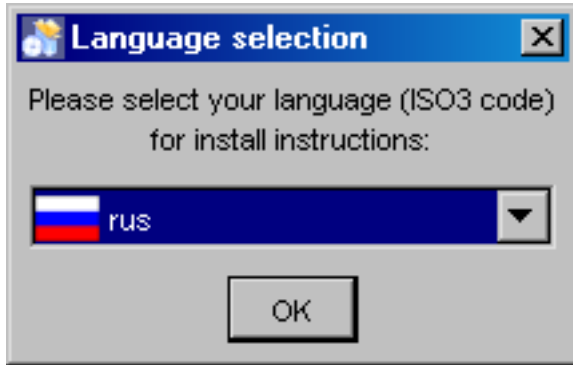 Language selection
Please select your language (ISO3 code)
for install instructions:
rus
OK